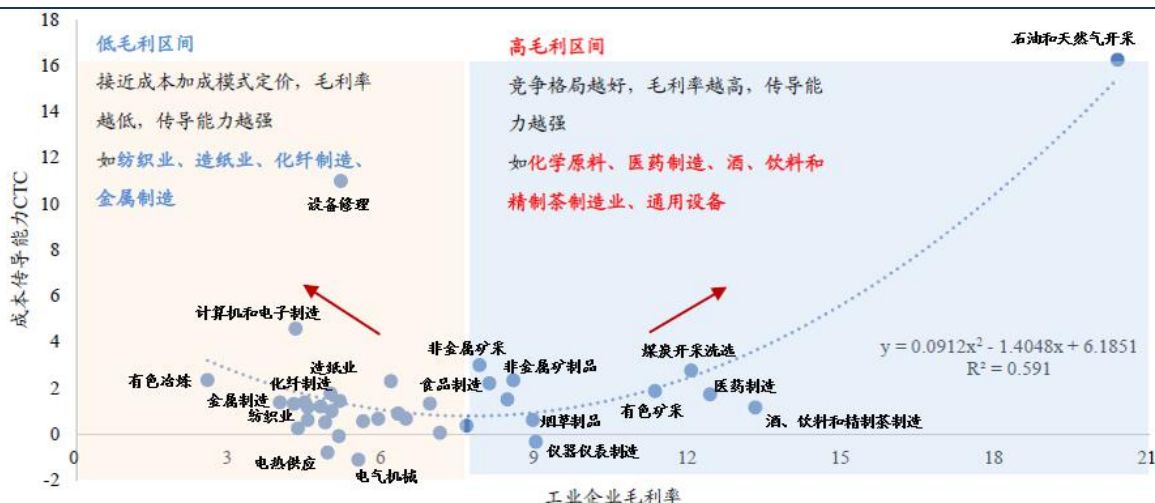 18
16
14
12
10
8
6
4
2
0
-2
成本传导能力CTC
低毛利区间
接近成本加成模式定价，毛利率
越低，传导能力越强
如纺织业、造纸业、化纤制造、
金属制造
高毛利区间
竞争格局越好，毛利率越高，传导能
力越强
如化学原料、医药制造、酒、饮料和
精制茶制造业、通用设备
石油和天然气开采
设备修理
计算机和电子制造
造纸业
有色冶炼
化纤制造
金属制造
纺织业
电热供应
电气机械
非金属矿采
非金属矿制品
食品制造
烟草制品
仪器仪表制造
煤炭开采洗选
有色矿采
医药制造
酒、饮料和精制茶制造
y = 0.0912x² - 1.4048x + 6.1851
R² = 0.591
0 3 6 9 12 15 18 21
工业企业毛利率